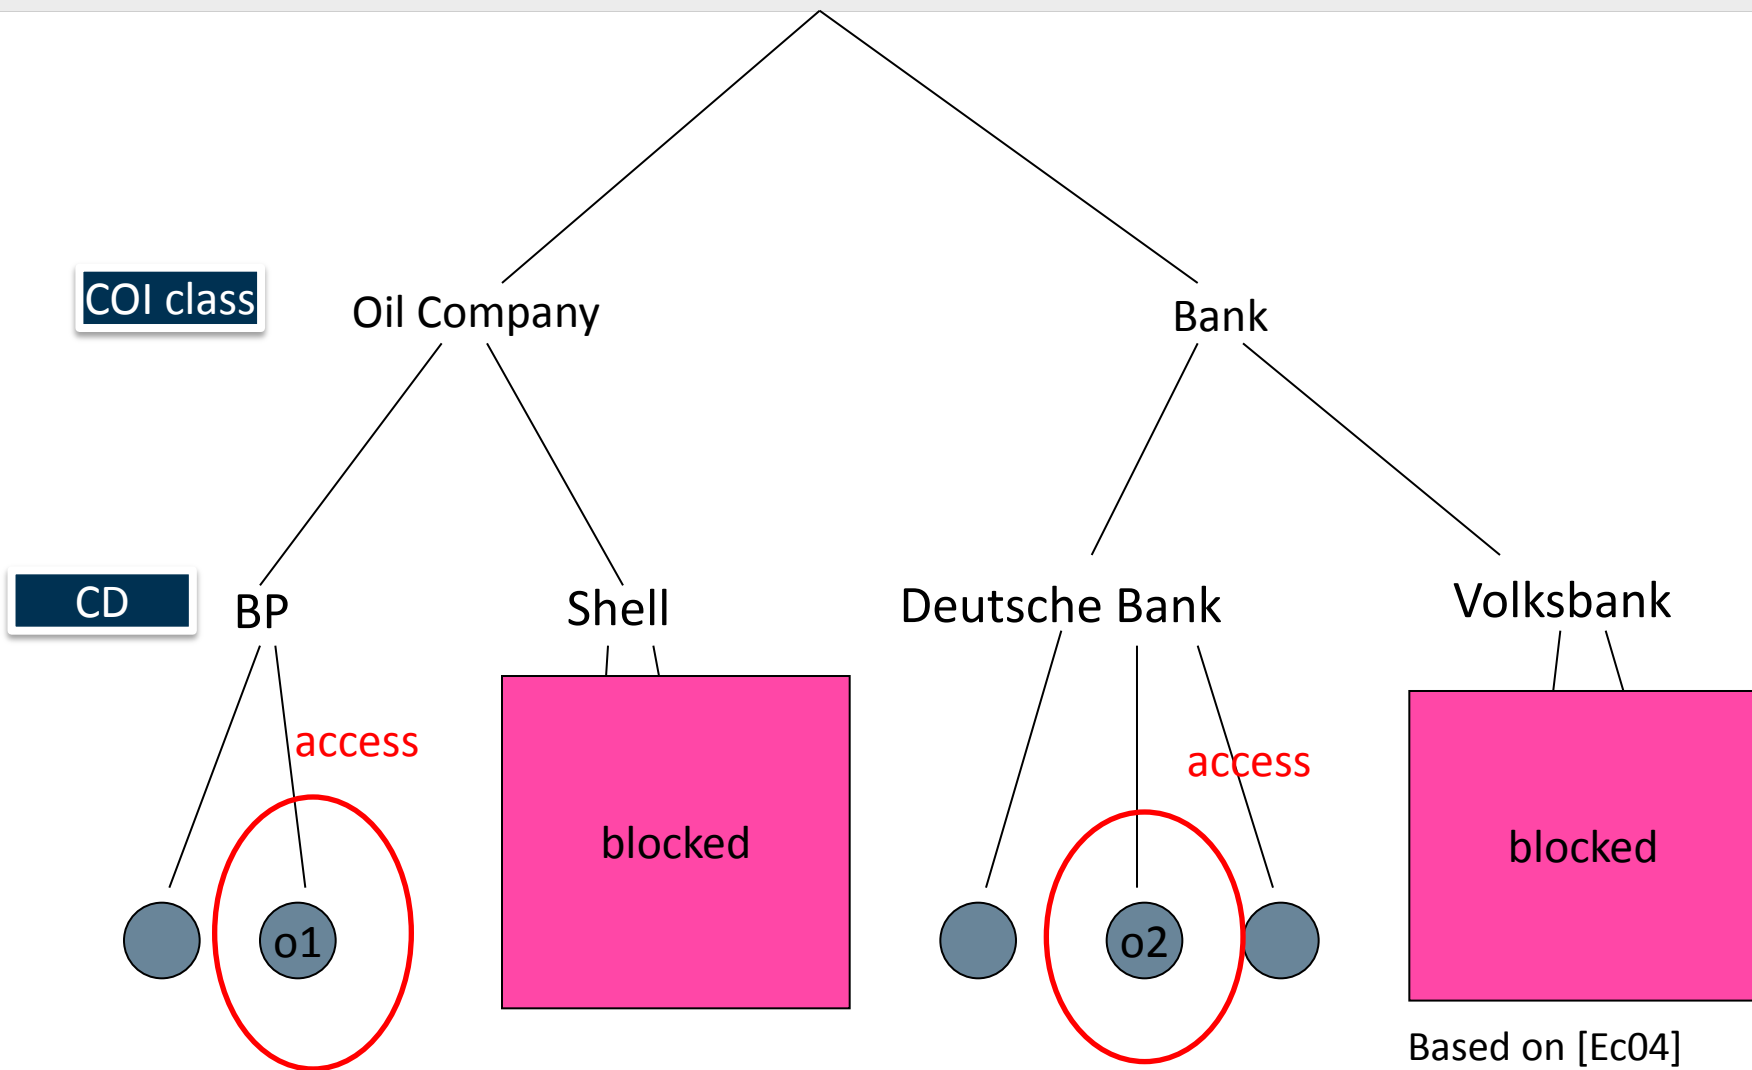 COI class
Oil Company
Bank
CD
BP
Shell
Deutsche Bank
Volksbank
access
access
blocked
blocked
o1
o2
Based on [Ec04]